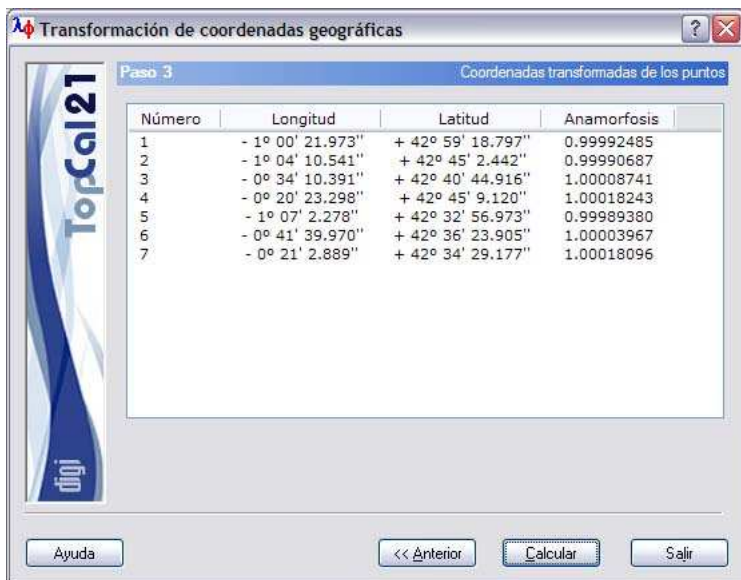 λφ Transformación de coordenadas geográficas
TopCal21
digi
Paso 3 Coordenadas transformadas de los puntos
Número Longitud Latitud Anamorfosis
1 - 1º 00' 21.973'' + 42º 59' 18.797'' 0.99992485
2 - 1º 04' 10.541'' + 42º 45' 2.442'' 0.99990687
3 - 0º 34' 10.391'' + 42º 40' 44.916'' 1.00008741
4 - 0º 20' 23.298'' + 42º 45' 9.120'' 1.00018243
5 - 1º 07' 2.278'' + 42º 32' 56.973'' 0.99989380
6 - 0º 41' 39.970'' + 42º 36' 23.905'' 1.00003967
7 - 0º 21' 2.889'' + 42º 34' 29.177'' 1.00018096
Ayuda << Anterior Calcular Salir